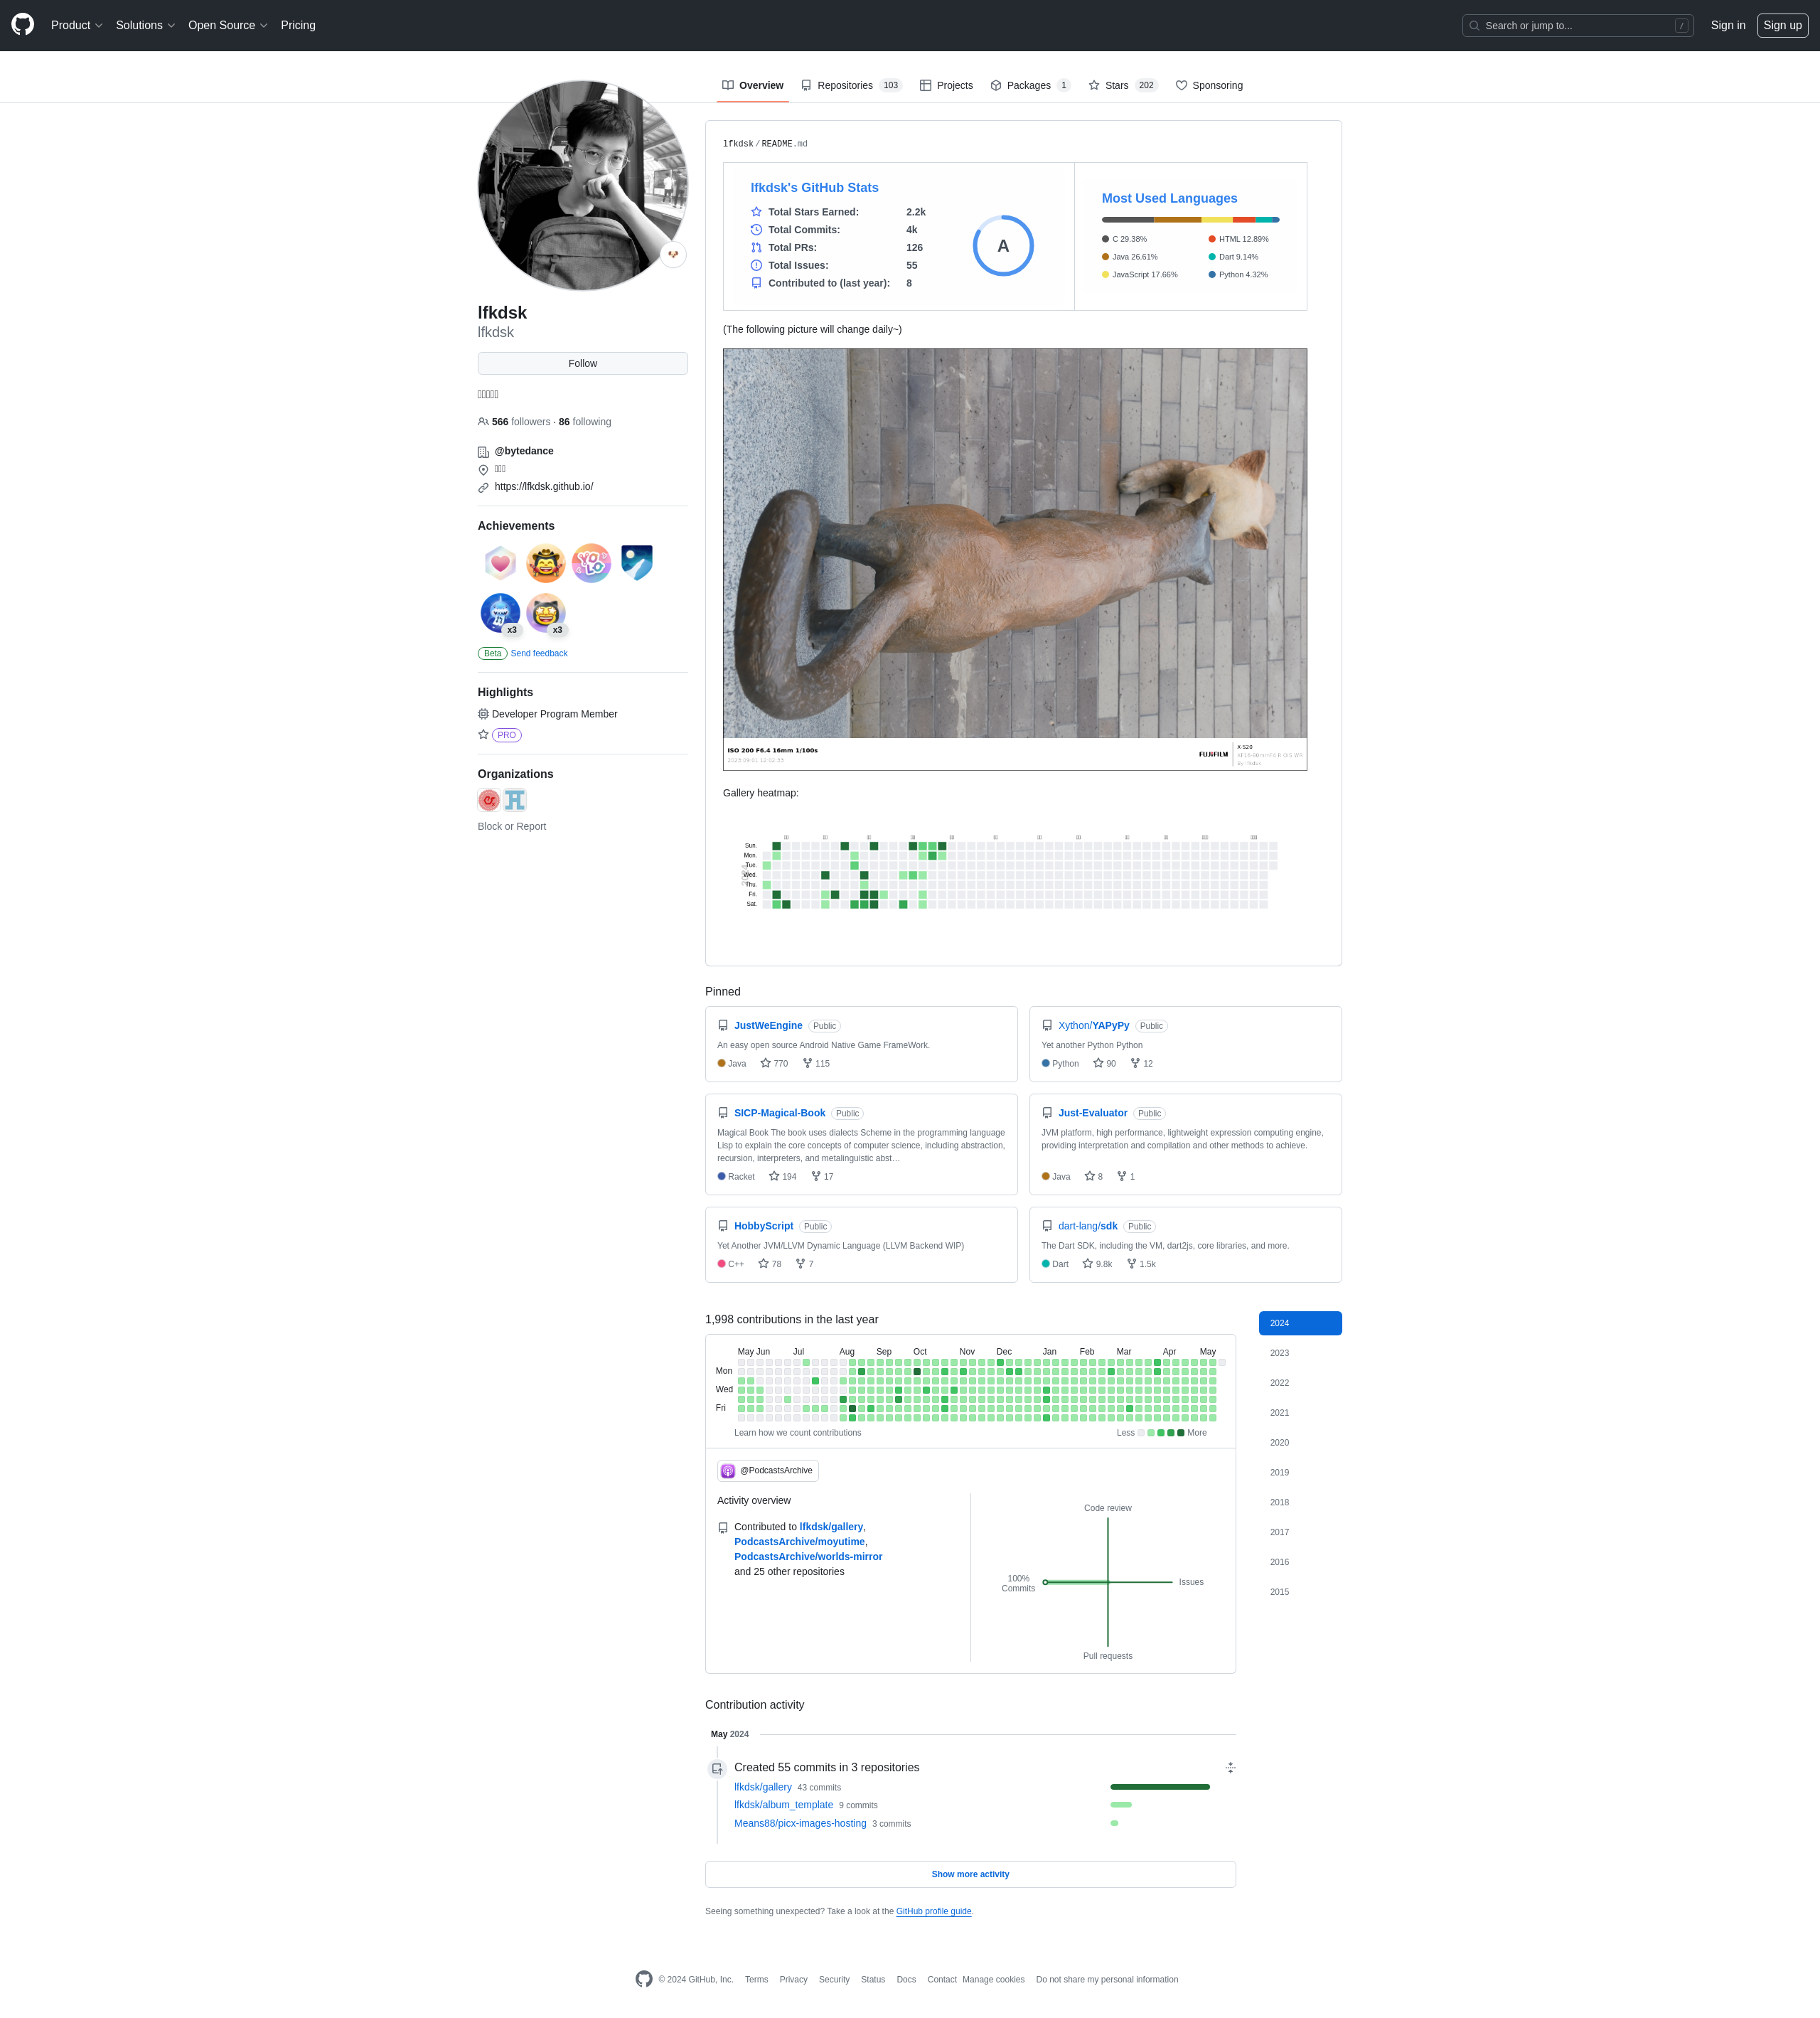 Product Solutions Open Source Pricing Search or jump to... / Sign in Sign up
Overview Repositories 103 Projects Packages 1 Stars 202 Sponsoring
lfkdsk
lfkdsk
Follow
566 followers · 86 following
@bytedance
https://lfkdsk.github.io/
Achievements
YOLO
x3 x3
Beta Send feedback
Highlights
Developer Program Member
PRO
Organizations
Block or Report
lfkdsk / README.md
lfkdsk's GitHub Stats
Total Stars Earned: 2.2k
Total Commits: 4k
Total PRs: 126
Total Issues: 55
Contributed to (last year): 8
A
Most Used Languages
C 29.38% HTML 12.89%
Java 26.61% Dart 9.14%
JavaScript 17.66% Python 4.32%
(The following picture will change daily~)
ISO 200 F6.4 16mm 1/100s
FUJIFILM
Gallery heatmap:
Sun.
Mon.
Tue.
Wed.
Thu.
Fri.
Sat.
Pinned
JustWeEngine Public
An easy open source Android Native Game FrameWork.
Java 770 115
Xython/YAPyPy Public
Yet another Python Python
Python 90 12
SICP-Magical-Book Public
Magical Book The book uses dialects Scheme in the programming language
Lisp to explain the core concepts of computer science, including abstraction,
recursion, interpreters, and metalinguistic abst…
Racket 194 17
Just-Evaluator Public
JVM platform, high performance, lightweight expression computing engine,
providing interpretation and compilation and other methods to achieve.
Java 8 1
HobbyScript Public
Yet Another JVM/LLVM Dynamic Language (LLVM Backend WIP)
C++ 78 7
dart-lang/sdk Public
The Dart SDK, including the VM, dart2js, core libraries, and more.
Dart 9.8k 1.5k
1,998 contributions in the last year
May Jun Jul Aug Sep Oct Nov Dec Jan Feb Mar Apr May
Mon
Wed
Fri
Learn how we count contributions Less More
@PodcastsArchive
Activity overview
Contributed to lfkdsk/gallery,
PodcastsArchive/moyutime,
PodcastsArchive/worlds-mirror
and 25 other repositories
Code review
100%
Commits
Issues
Pull requests
2024
2023
2022
2021
2020
2019
2018
2017
2016
2015
Contribution activity
May 2024
Created 55 commits in 3 repositories
lfkdsk/gallery 43 commits
lfkdsk/album_template 9 commits
Means88/picx-images-hosting 3 commits
Show more activity
Seeing something unexpected? Take a look at the GitHub profile guide.
© 2024 GitHub, Inc. Terms Privacy Security Status Docs Contact Manage cookies Do not share my personal information